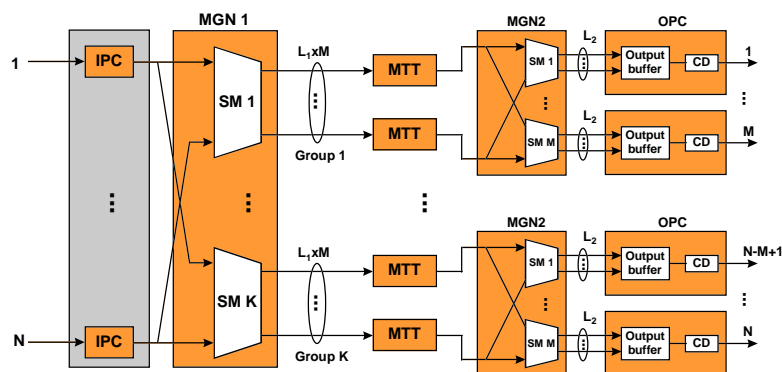 MGN 1
MGN2
OPC
1
IPC
L₁xM
SM 1
Group 1
MTT
MTT
SM 1
SM M
L₂
L₂
Output buffer
CD
1
Output buffer
CD
M
N
IPC
SM K
L₁xM
Group K
MTT
MTT
MGN2
OPC
SM 1
SM M
L₂
L₂
Output buffer
CD
N-M+1
Output buffer
CD
N